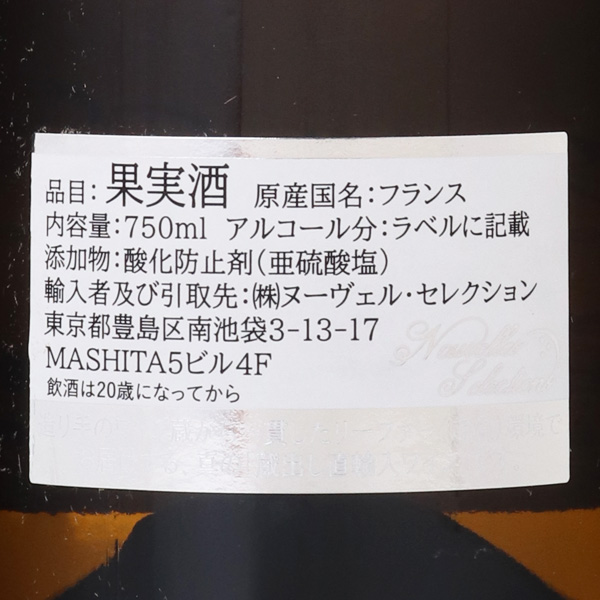 品目:果実酒 原産国名:フランス
内容量:750ml アルコール分:ラベルに記載
添加物:酸化防止剤(亜硫酸塩)
輸入者及び引取先:㈱ヌーヴェル・セレクション
東京都豊島区南池袋3-13-17
MASHITA5ビル4F
飲酒は20歳になってから
Nouvelle
Selection